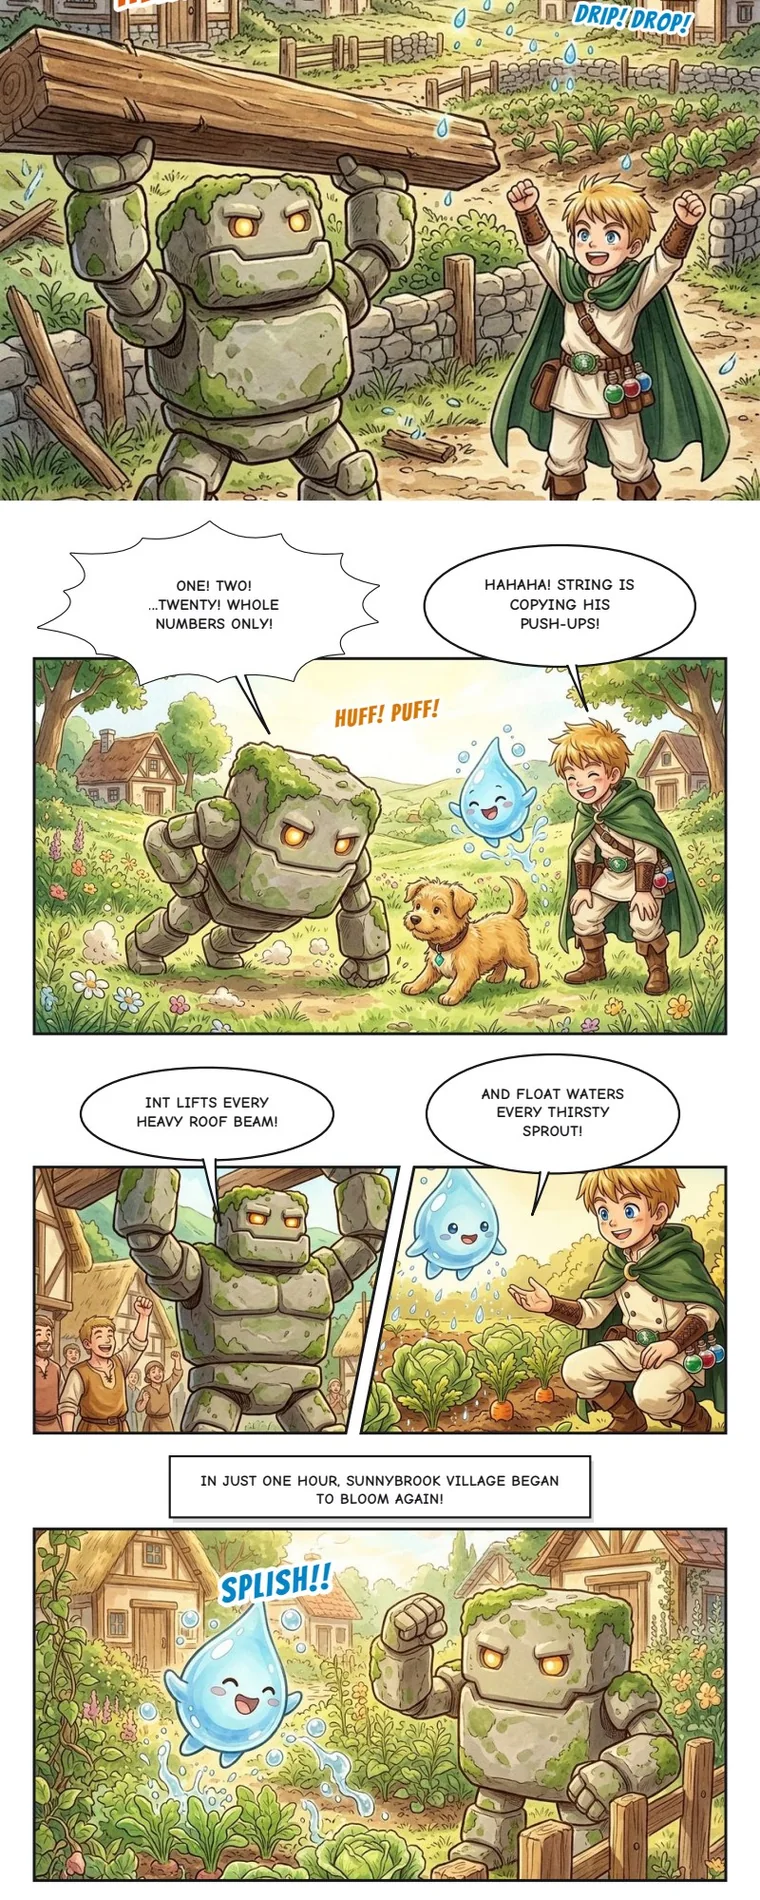 DRIP! DROP!
ONE! TWO!
...TWENTY! WHOLE
NUMBERS ONLY!
HAHAHA! STRING IS
COPYING HIS
PUSH-UPS!
HUFF! PUFF!
INT LIFTS EVERY
HEAVY ROOF BEAM!
AND FLOAT WATERS
EVERY THIRSTY
SPROUT!
IN JUST ONE HOUR, SUNNYBROOK VILLAGE BEGAN
TO BLOOM AGAIN!
SPLISH!!